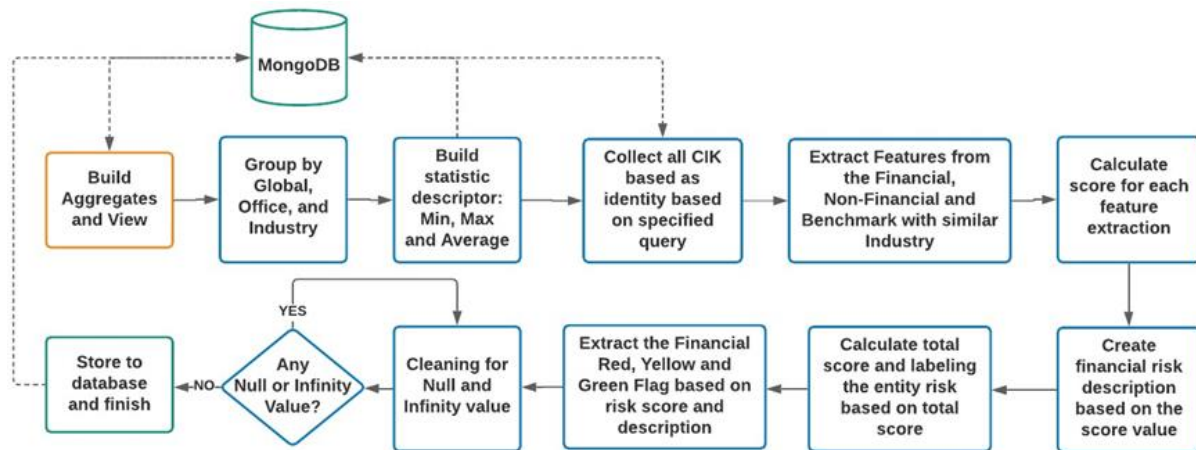 MongoDB
Build
Aggregates
and View
Group by
Global,
Office, and
Industry
Build
statistic
descriptor:
Min, Max
and Average
Collect all CIK
based as
identity based
on specified
query
Extract Features from
the Financial,
Non-Financial and
Benchmark with similar
Industry
Calculate
score for each
feature
extraction
Create
financial risk
description
based on the
score value
Calculate total
score and labeling
the entity risk
based on total
score
Extract the Financial
Red, Yellow and
Green Flag based on
risk score and
description
Cleaning for
Null and
Infinity value
YES
Any
Null or Infinity
Value?
NO
Store to
database
and finish